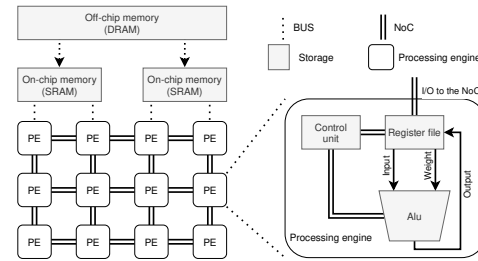 Off-chip memory
(DRAM)
On-chip memory
(SRAM)
On-chip memory
(SRAM)
PE PE PE PE
PE PE PE PE
PE PE PE PE
BUS
NoC
Storage
Processing engine
I/O to the NoC
Control
unit
Register file
Input
Weight
Output
Alu
Processing engine